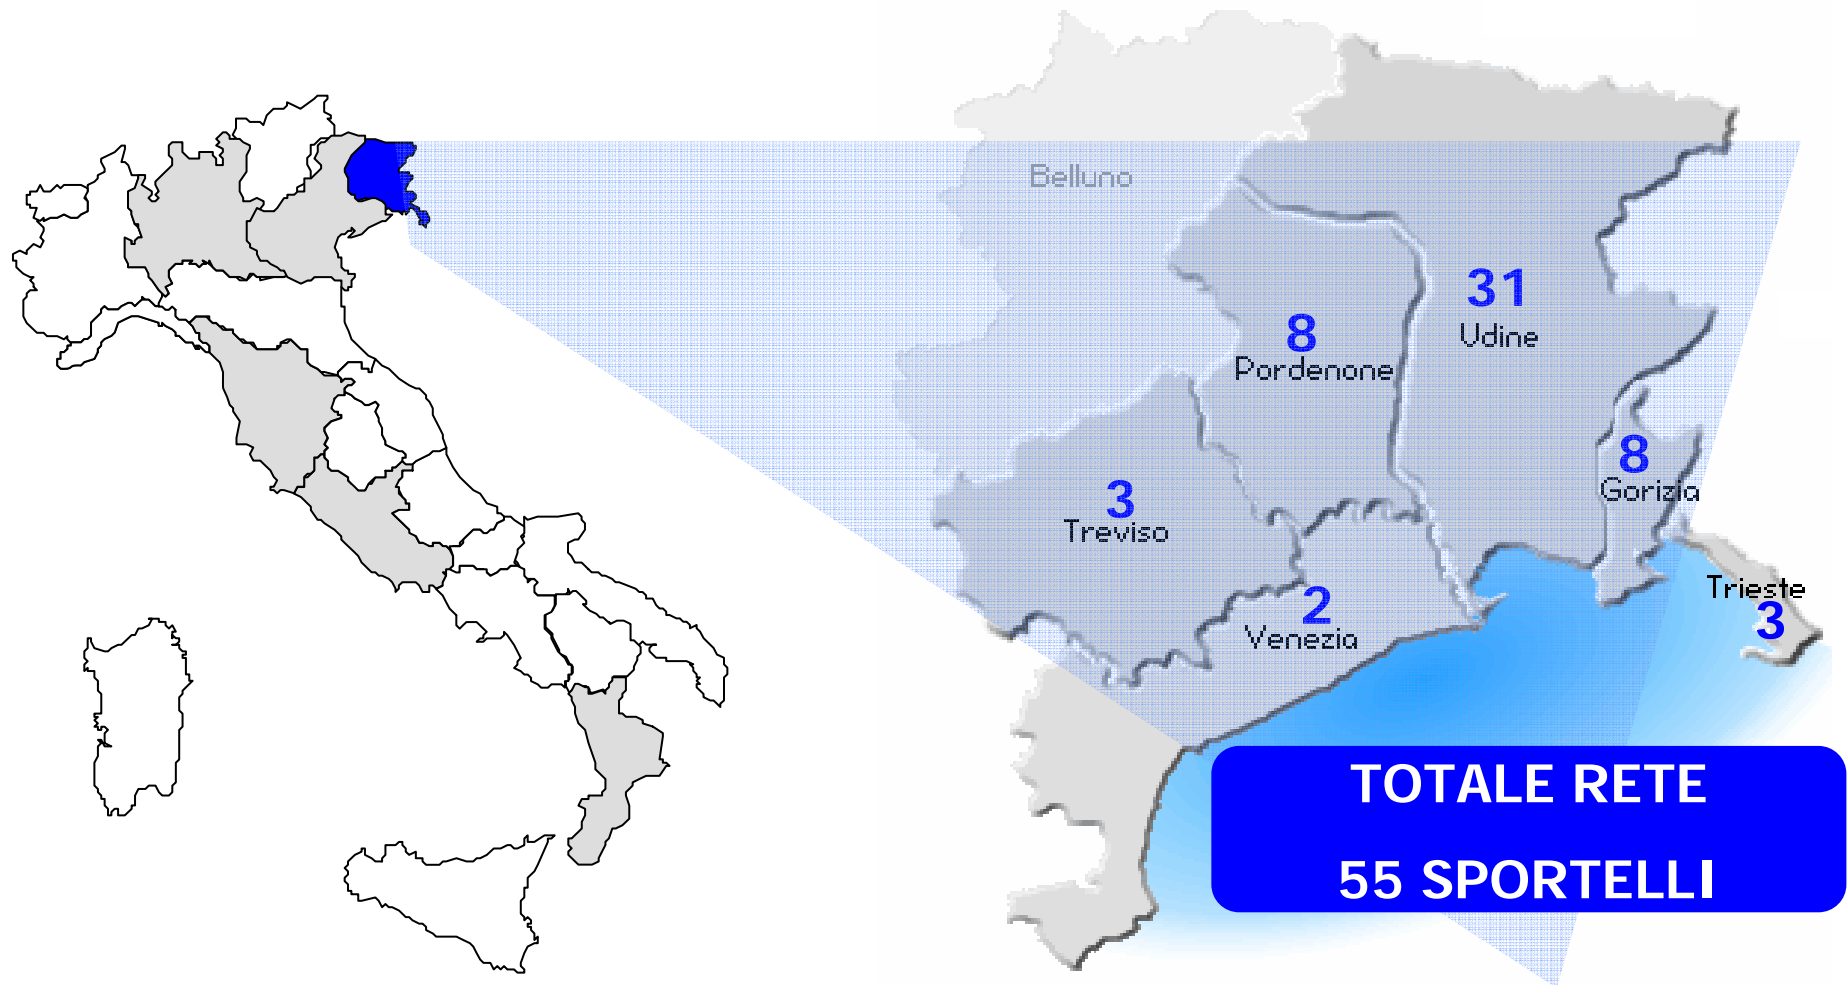 Belluno
31
Udine
8
Pordenone
8
Gorizia
3
Treviso
2
Venezia
Trieste
3
TOTALE RETE
55 SPORTELLI